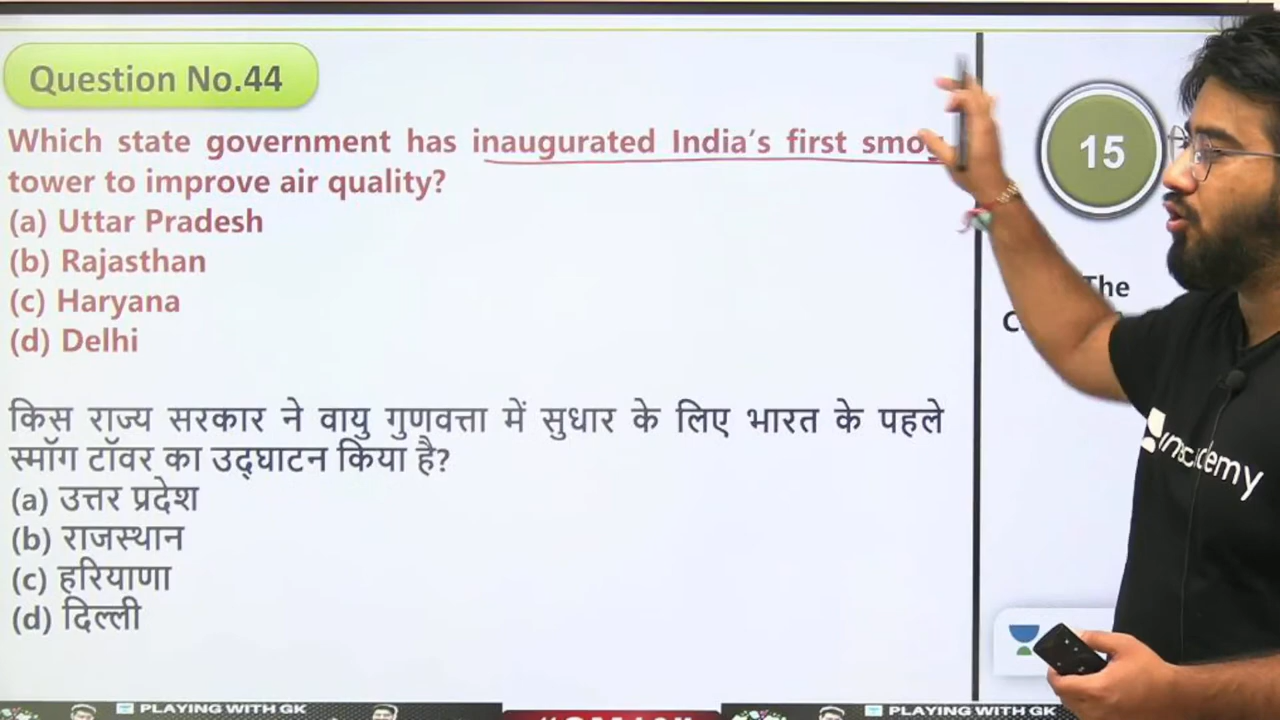 Question No.44
Which state government has inaugurated India's first smog
tower to improve air quality?
(a) Uttar Pradesh
(b) Rajasthan
(c) Haryana
(d) Delhi
किस राज्य सरकार ने वायु गुणवत्ता में सुधार के लिए भारत के पहले
स्मॉग टॉवर का उद्घाटन किया है?
(a) उत्तर प्रदेश
(b) राजस्थान
(c) हरियाणा
(d) दिल्ली
15
The
PLAYING WITH GK
PLAYING WITH GK